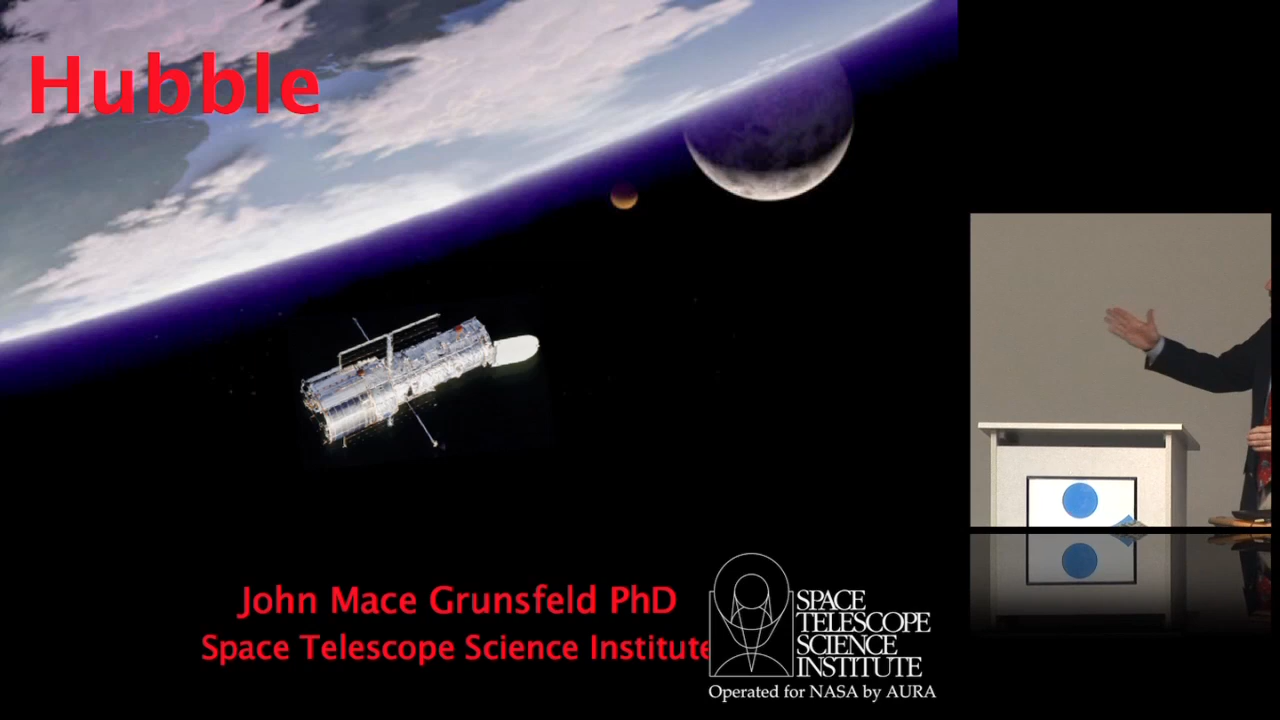 Hubble
John Mace Grunsfeld PhD
Space Telescope Science Institute
SPACE
TELESCOPE
SCIENCE
INSTITUTE
Operated for NASA by AURA